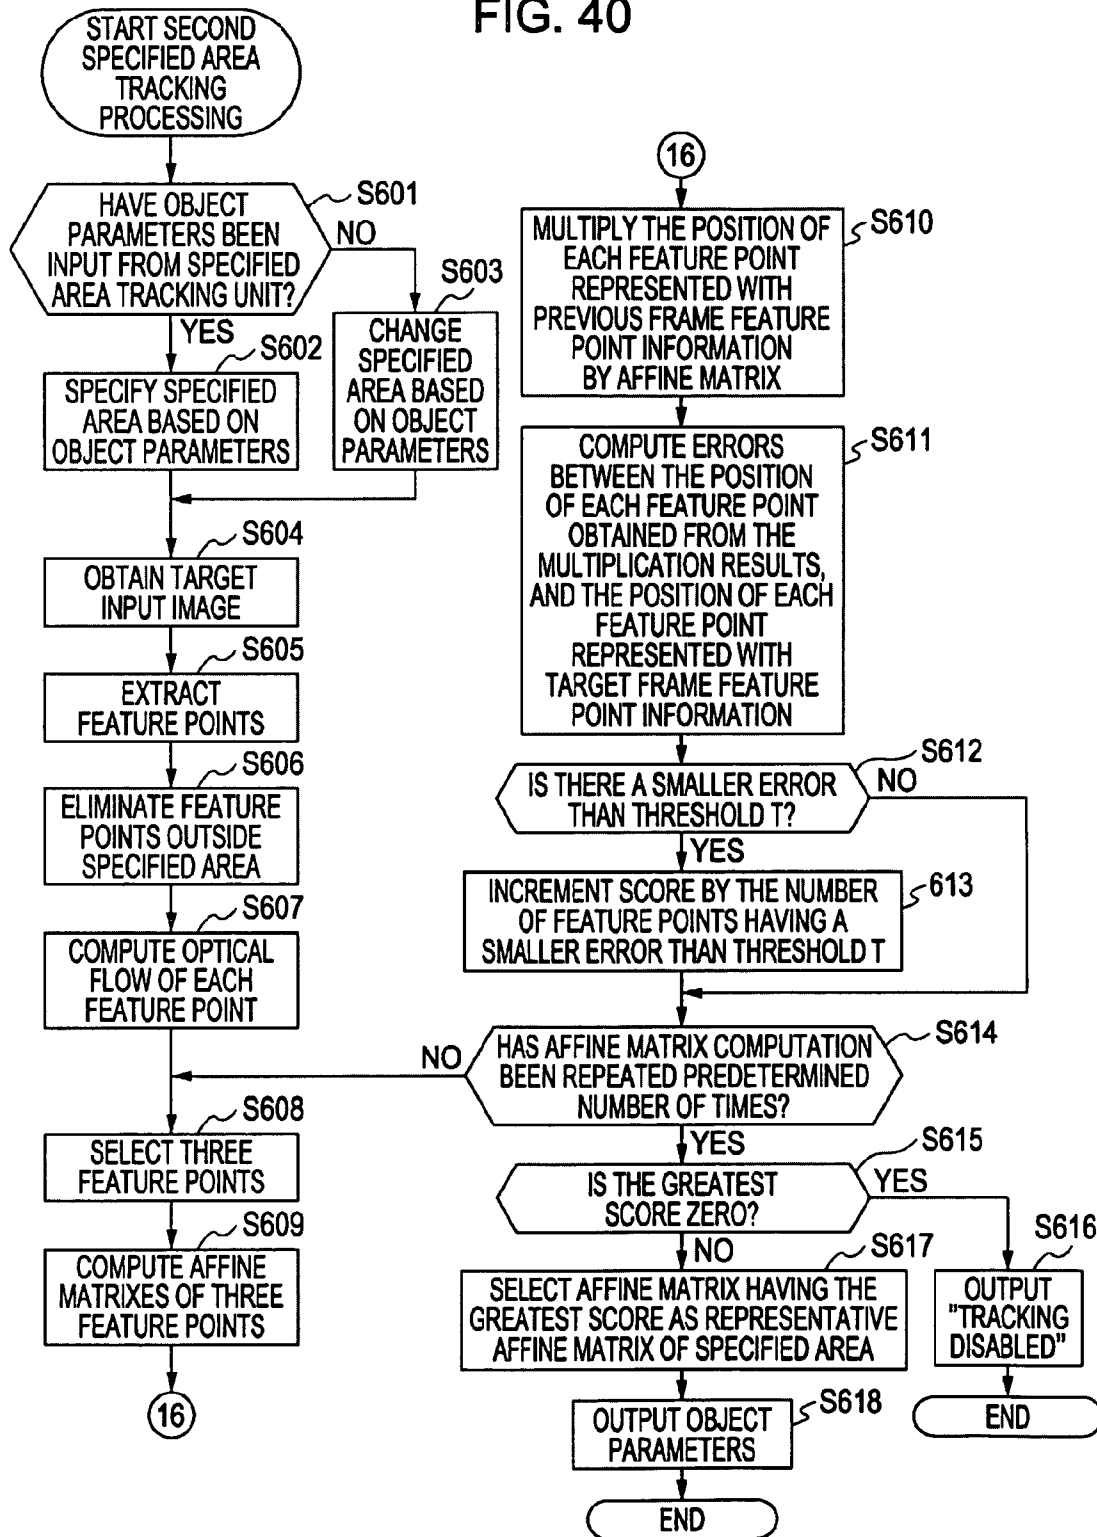 FIG. 40
START SECOND
SPECIFIED AREA
TRACKING
PROCESSING
S601
HAVE OBJECT
PARAMETERS BEEN
INPUT FROM SPECIFIED
AREA TRACKING UNIT?
NO
YES
S602
SPECIFY SPECIFIED
AREA BASED ON
OBJECT PARAMETERS
S603
CHANGE
SPECIFIED
AREA BASED
ON OBJECT
PARAMETERS
S604
OBTAIN TARGET
INPUT IMAGE
S605
EXTRACT
FEATURE POINTS
S606
ELIMINATE FEATURE
POINTS OUTSIDE
SPECIFIED AREA
S607
COMPUTE OPTICAL
FLOW OF EACH
FEATURE POINT
S608
SELECT THREE
FEATURE POINTS
S609
COMPUTE AFFINE
MATRIXES OF THREE
FEATURE POINTS
16
16
S610
MULTIPLY THE POSITION OF
EACH FEATURE POINT
REPRESENTED WITH
PREVIOUS FRAME FEATURE
POINT INFORMATION
BY AFFINE MATRIX
S611
COMPUTE ERRORS
BETWEEN THE POSITION
OF EACH FEATURE POINT
OBTAINED FROM THE
MULTIPLICATION RESULTS,
AND THE POSITION OF EACH
FEATURE POINT
REPRESENTED WITH
TARGET FRAME FEATURE
POINT INFORMATION
S612
IS THERE A SMALLER ERROR
THAN THRESHOLD T?
NO
YES
613
INCREMENT SCORE BY THE NUMBER
OF FEATURE POINTS HAVING A
SMALLER ERROR THAN THRESHOLD T
S614
HAS AFFINE MATRIX COMPUTATION
BEEN REPEATED PREDETERMINED
NUMBER OF TIMES?
NO
YES
S615
IS THE GREATEST
SCORE ZERO?
YES
NO
S616
OUTPUT
"TRACKING
DISABLED"
END
S617
SELECT AFFINE MATRIX HAVING THE
GREATEST SCORE AS REPRESENTATIVE
AFFINE MATRIX OF SPECIFIED AREA
S618
OUTPUT OBJECT
PARAMETERS
END